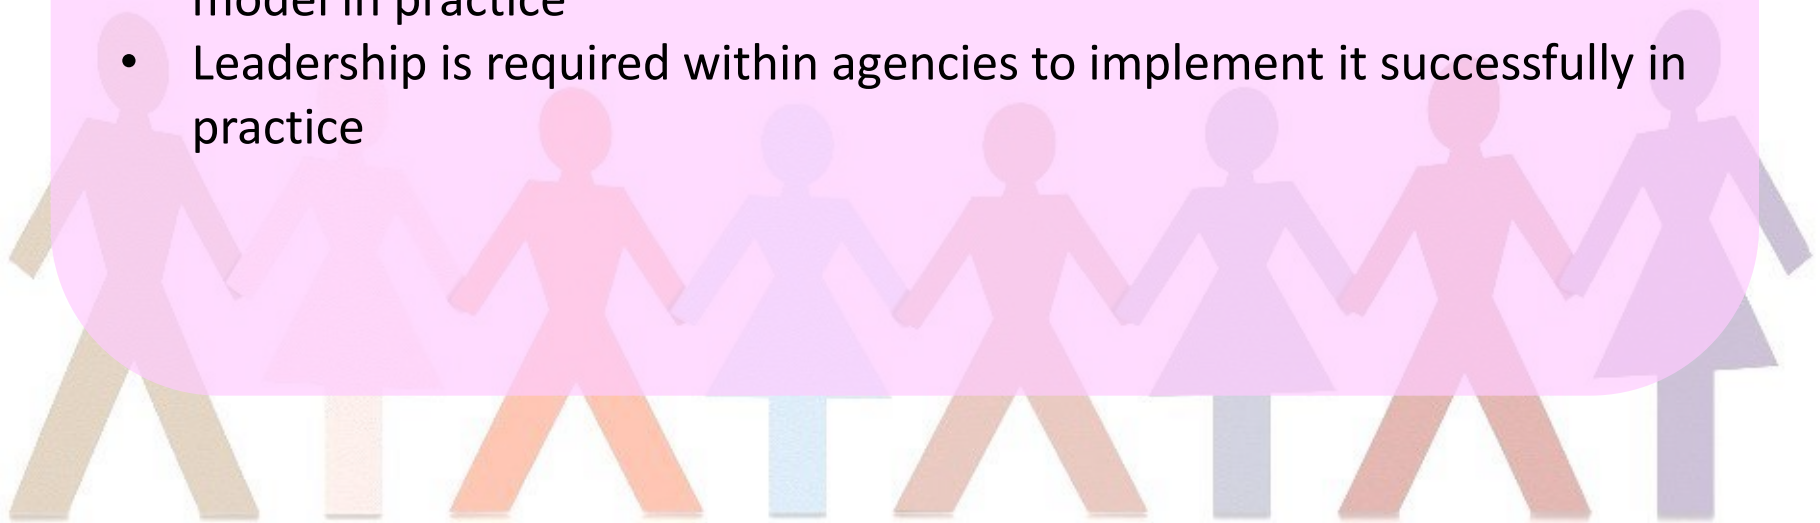 model in practice
• Leadership is required within agencies to implement it successfully in
practice